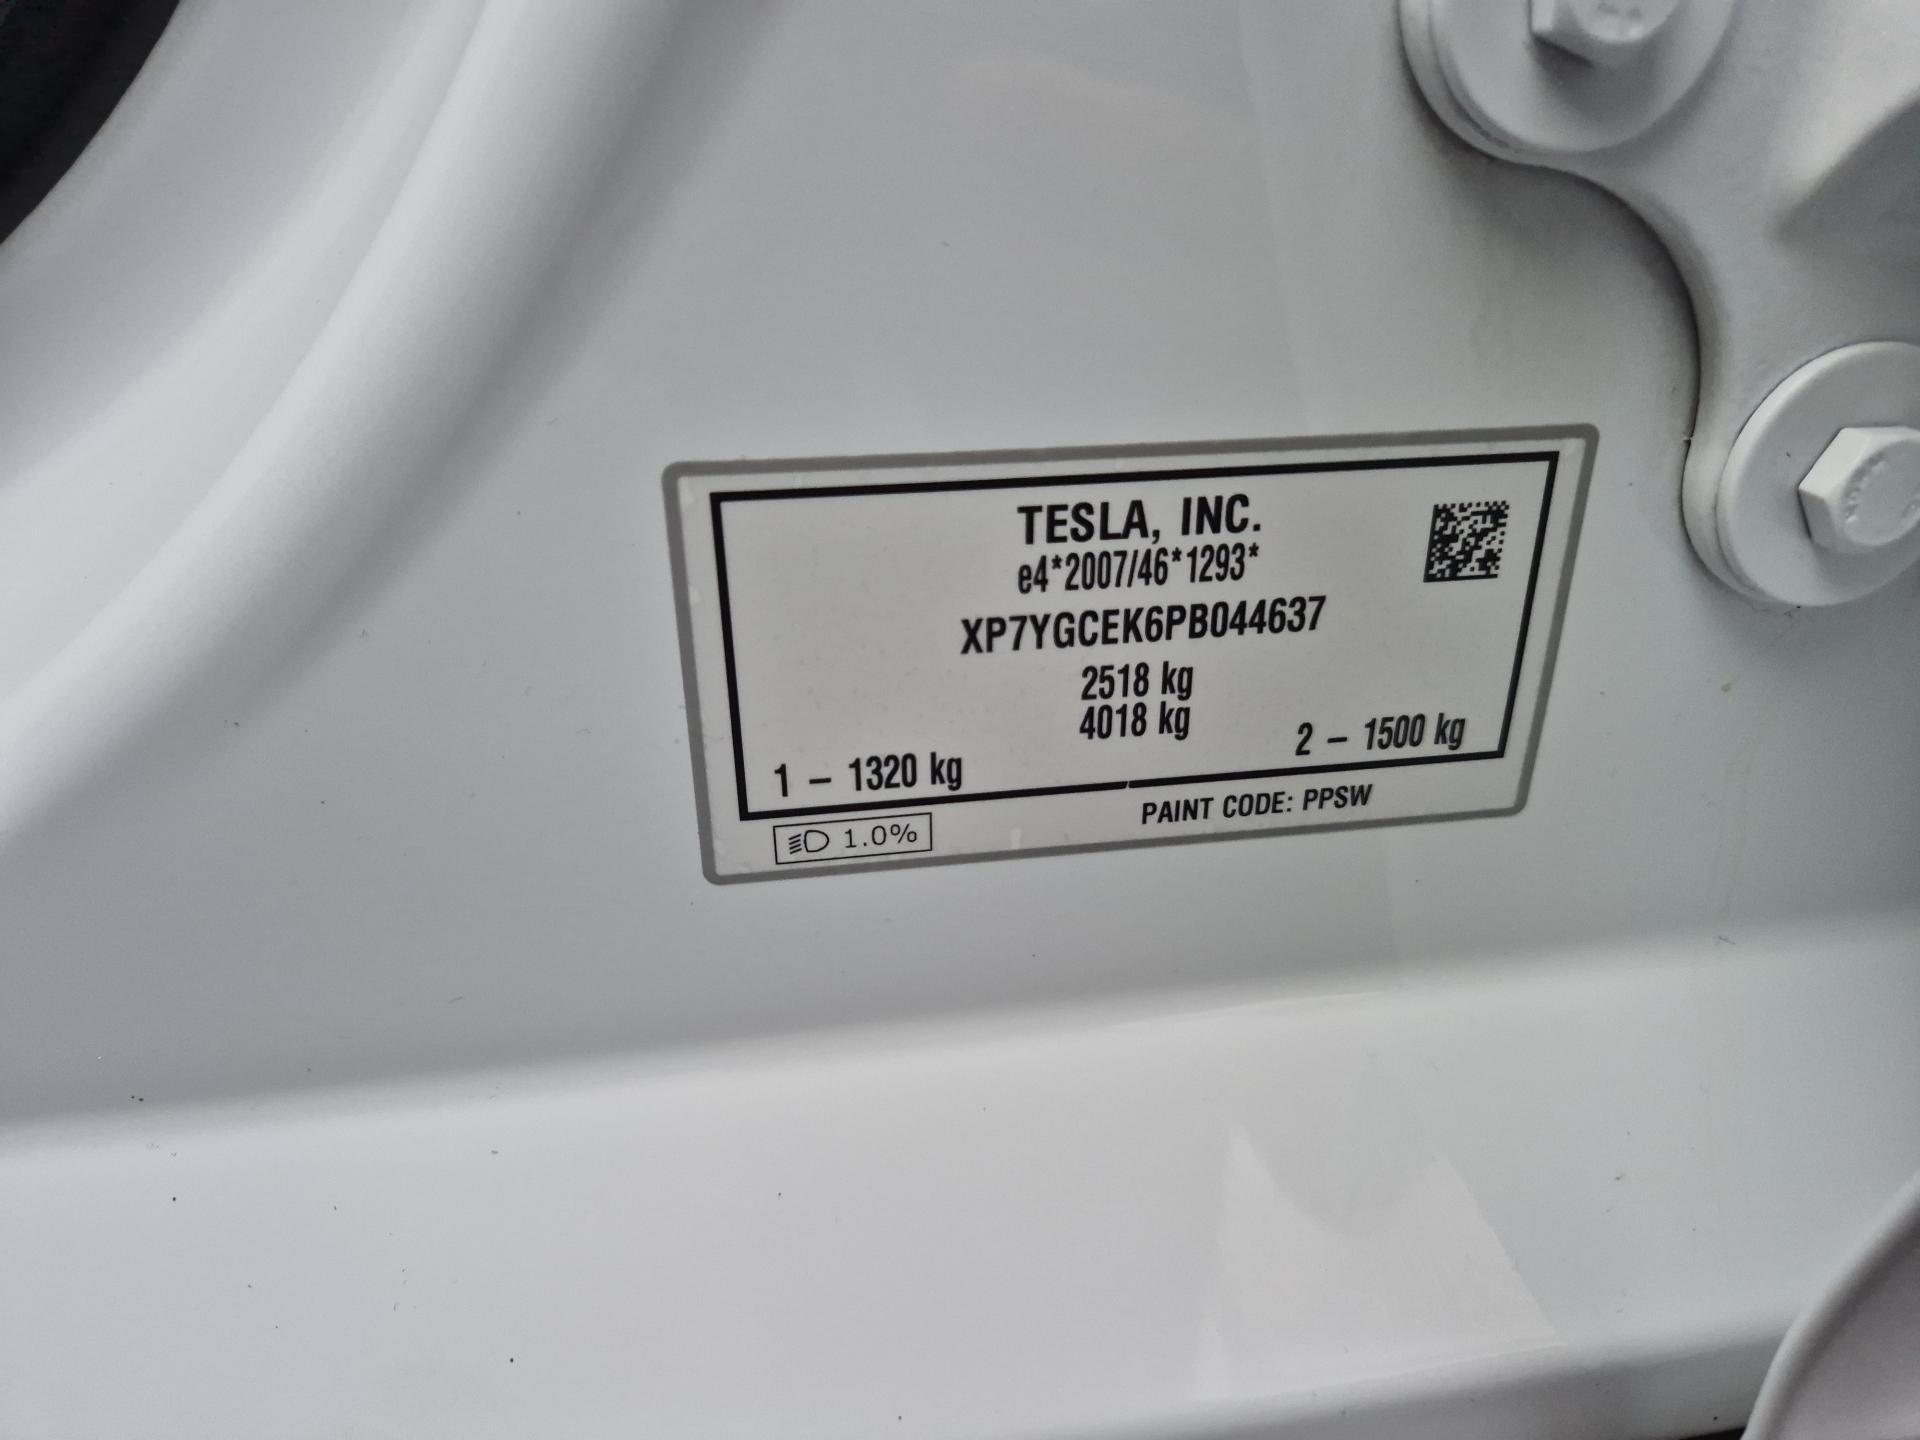 TESLA, INC.
e4*2007/46*1293*
XP7YGCEK6PB044637
2518 kg
4018 kg
1 – 1320 kg
2 – 1500 kg
1.0%
PAINT CODE: PPSW